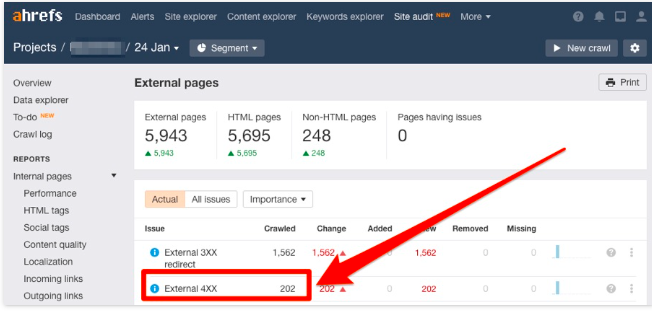 ahrefs Dashboard Alerts Site explorer Content explorer Keywords explorer Site audit NEW More
Projects / / 24 Jan Segment New crawl
Overview
Data explorer
To-do NEW
Crawl log
REPORTS
Internal pages
Performance
HTML tags
Social tags
Content quality
Localization
Incoming links
Outgoing links
External pages Print
External pages HTML pages Non-HTML pages Pages having issues
5,943 5,695 248 0
5,943 5,695 248
Actual All issues Importance
Issue Crawled Change Added Removed Missing
External 3XX 1,562 1,562 1,562 0 0
redirect
External 4XX 202 202 0 202 0 0